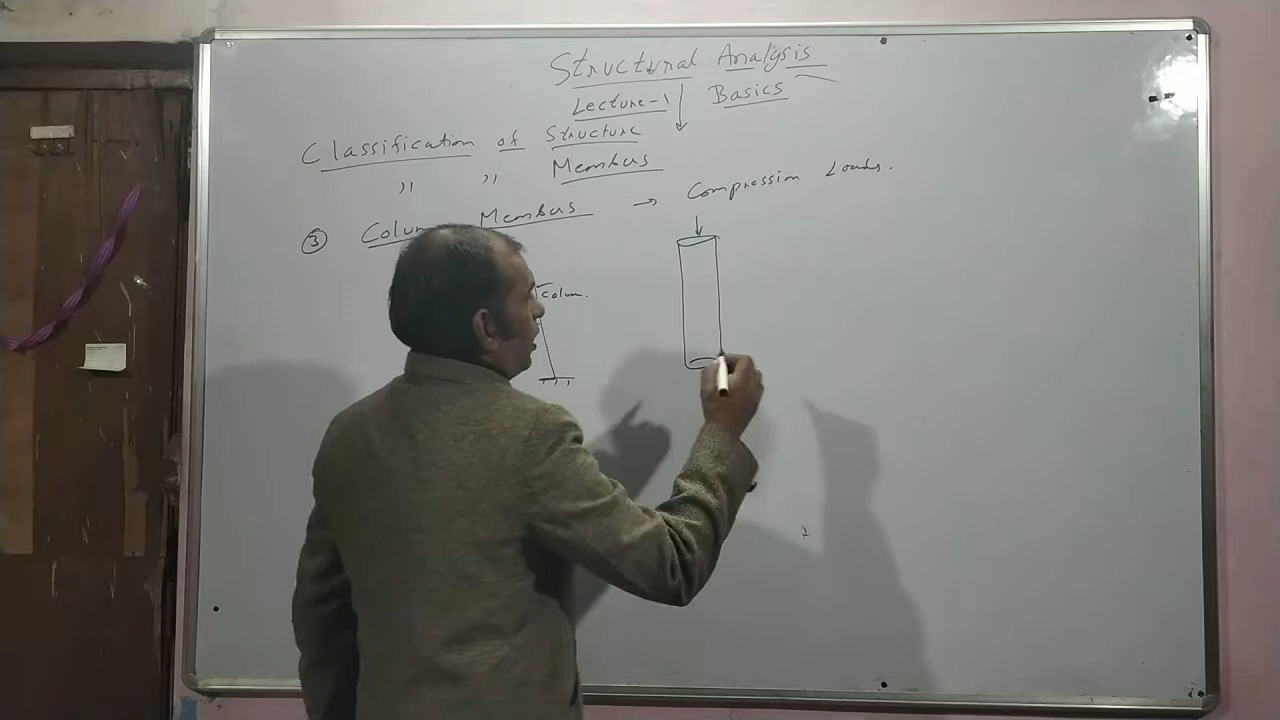 Structural Analysis
Lecture-1 Basics
Classification of Structure
" " Members
③ Colum Members → Compression Loads.
Colum.